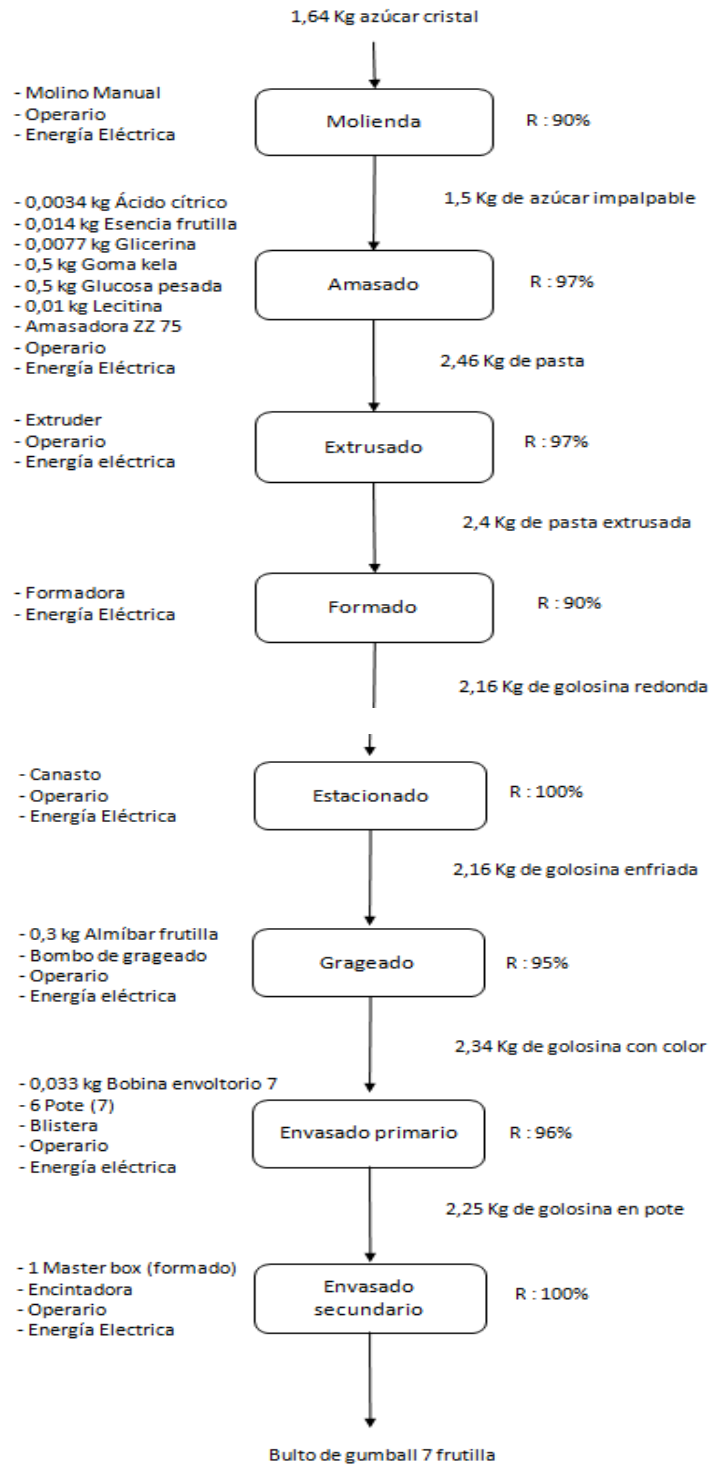 1,64 Kg azúcar cristal
- Molino Manual
- Operario
- Energía Eléctrica
Molienda
R : 90%
1,5 Kg de azúcar impalpable
- 0,0034 kg Ácido cítrico
- 0,014 kg Esencia frutilla
- 0,0077 kg Glicerina
- 0,5 kg Goma kela
- 0,5 kg Glucosa pesada
- 0,01 kg Lecitina
- Amasadora ZZ 75
- Operario
- Energía Eléctrica
Amasado
R : 97%
2,46 Kg de pasta
- Extruder
- Operario
- Energía eléctrica
Extrusado
R : 97%
2,4 Kg de pasta extrusada
- Formadora
- Energía Eléctrica
Formado
R : 90%
2,16 Kg de golosina redonda
- Canasto
- Operario
- Energía Eléctrica
Estacionado
R : 100%
2,16 Kg de golosina enfriada
- 0,3 kg Almíbar frutilla
- Bombo de grageado
- Operario
- Energía eléctrica
Grageado
R : 95%
2,34 Kg de golosina con color
- 0,033 kg Bobina envoltorio 7
- 6 Pote (7)
- Blistera
- Operario
- Energía eléctrica
Envasado primario
R : 96%
2,25 Kg de golosina en pote
- 1 Master box (formado)
- Encintadora
- Operario
- Energía Electrica
Envasado
secundario
R : 100%
Bulto de gumball 7 frutilla